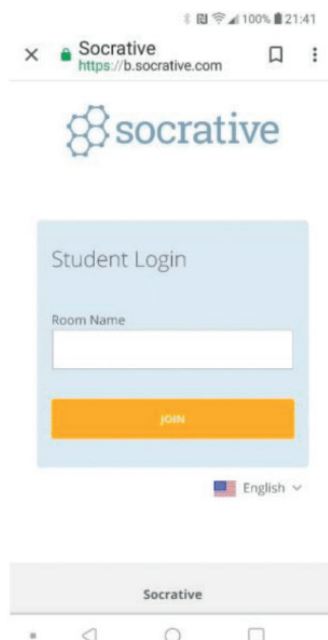 100% 21:41
Socrative
https://b.socrative.com
socrative
Student Login
Room Name
JOIN
English
Socrative